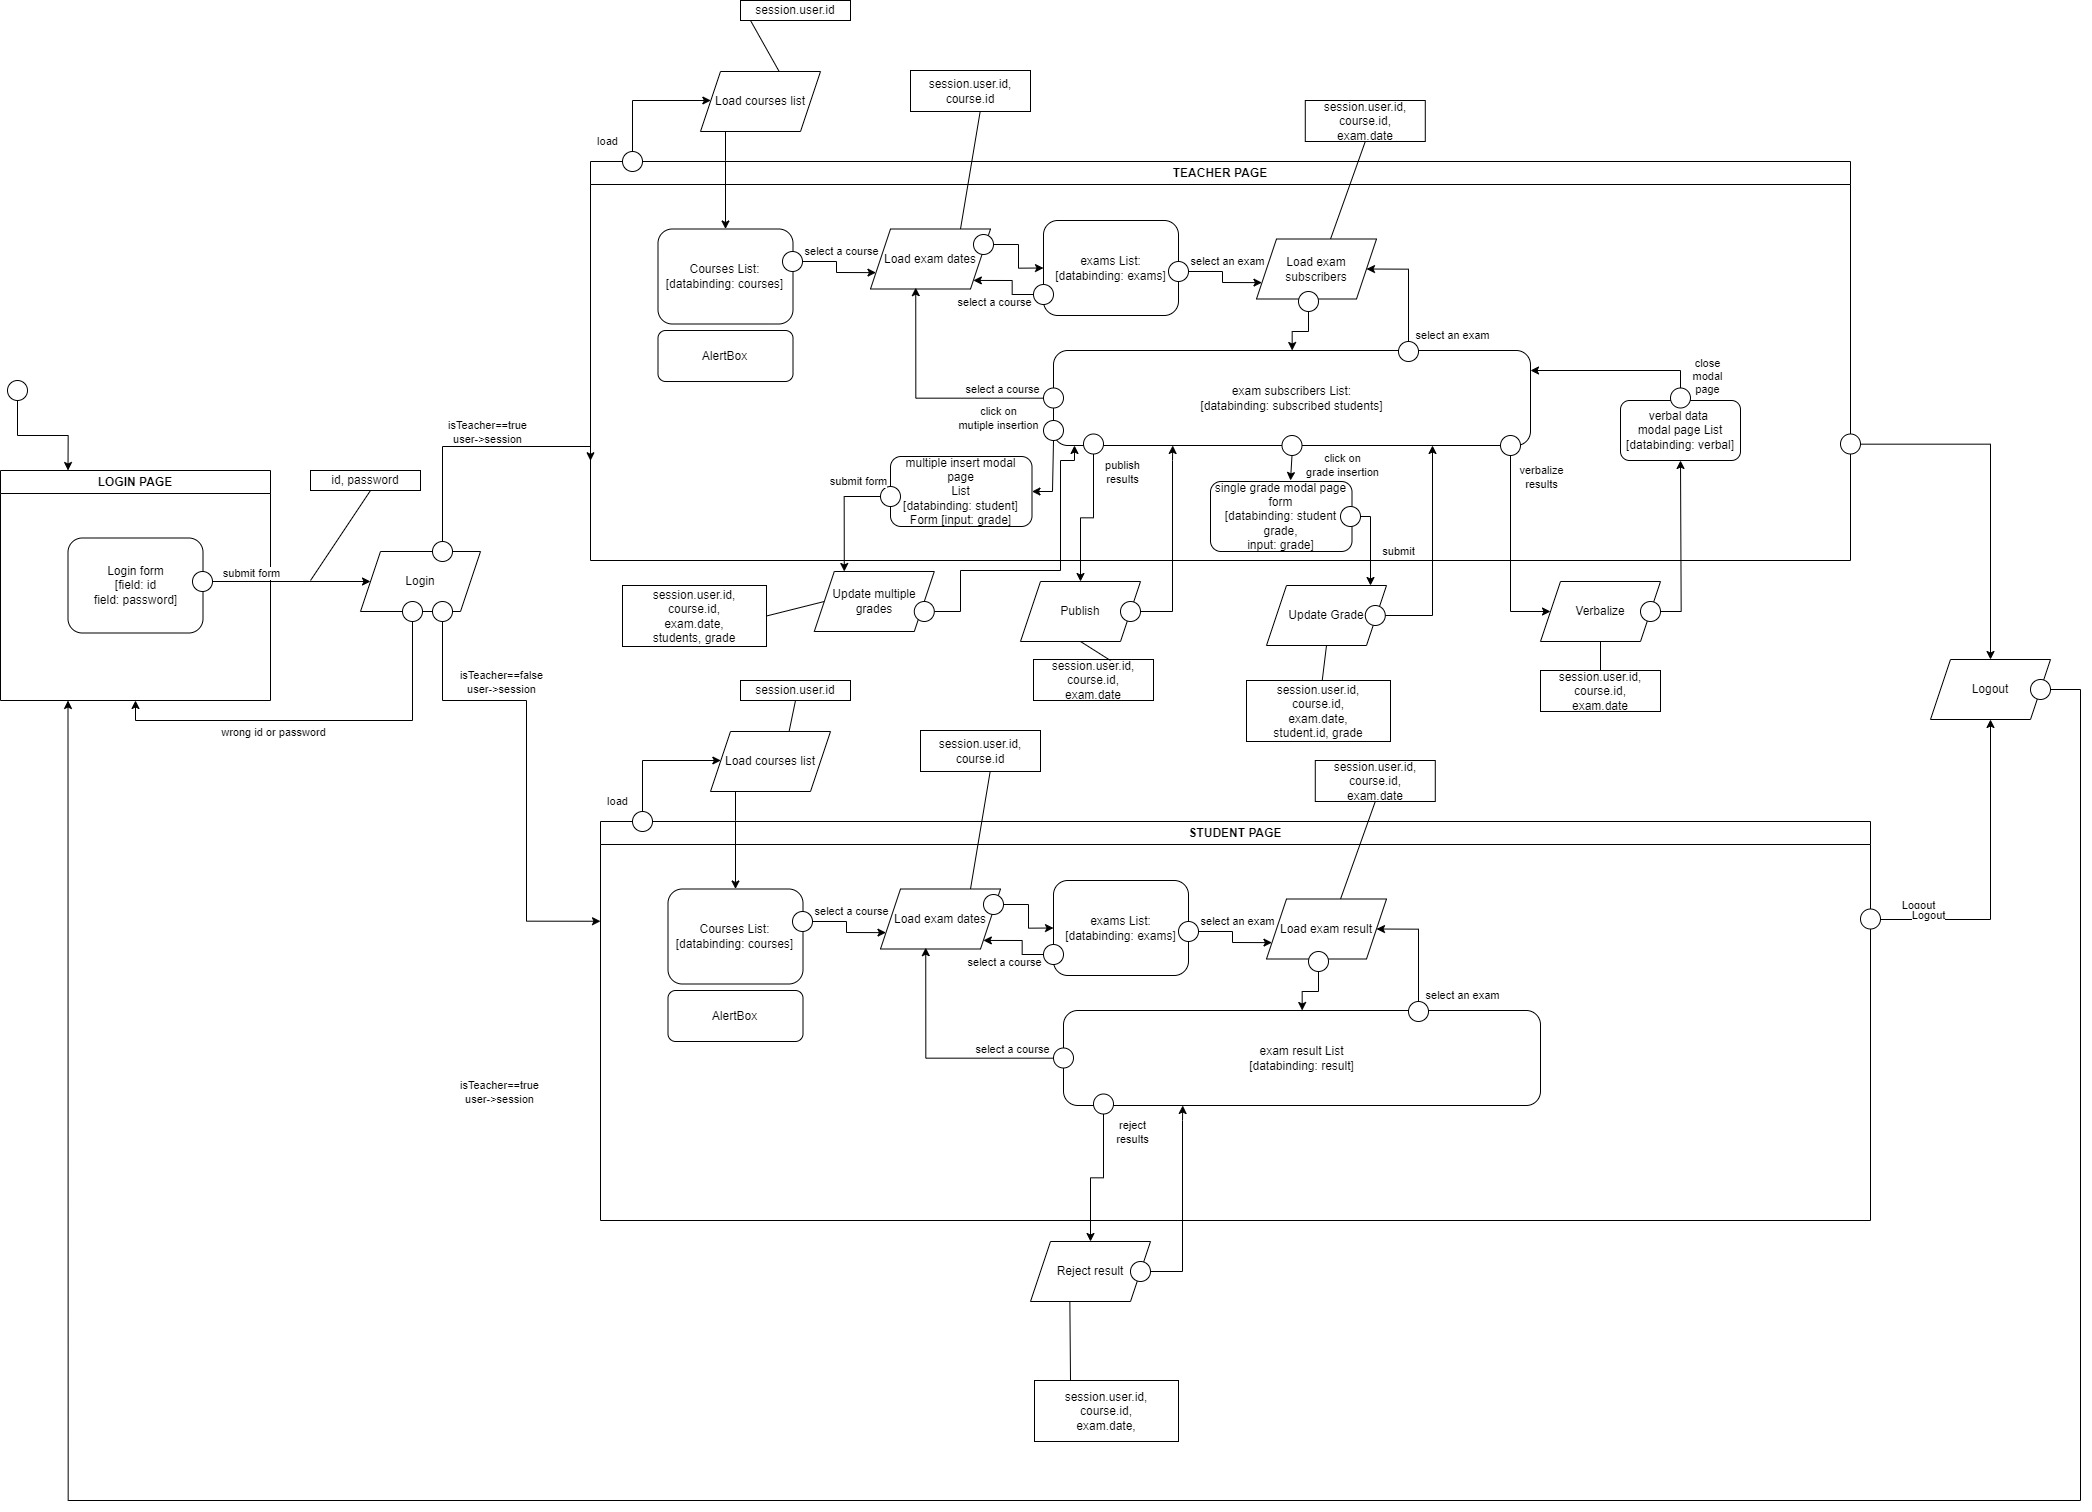 session.user.id
Load courses list
session.user.id,
course.id
session.user.id,
course.id,
exam.date
load
TEACHER PAGE
Courses List:
[databinding: courses]
select a course
Load exam dates
exams List:
[databinding: exams]
select a course
select an exam
Load exam
subscribers
AlertBox
select an exam
exam subscribers List:
[databinding: subscribed students]
select a course
click on
mutiple insertion
close
modal
page
verbal data
modal page List
[databinding: verbal]
isTeacher==true
user->session
multiple insert modal
page
List
[databinding: student]
Form [input: grade]
submit form
publish
results
click on
grade insertion
single grade modal page
form
[databinding: student
grade,
input: grade]
submit
verbalize
results
LOGIN PAGE
id, password
Login form
[field: id
field: password]
submit form
Login
session.user.id,
course.id,
exam.date,
students, grade
Update multiple
grades
Publish
session.user.id,
course.id,
exam.date
Update Grade
session.user.id,
course.id,
exam.date,
student.id, grade
Verbalize
session.user.id,
course.id,
exam.date
Logout
isTeacher==false
user->session
wrong id or password
session.user.id
Load courses list
session.user.id,
course.id
session.user.id,
course.id,
exam.date
load
STUDENT PAGE
Courses List:
[databinding: courses]
select a course
Load exam dates
exams List:
[databinding: exams]
select a course
select an exam
Load exam result
Logout
Logout
AlertBox
select an exam
select a course
exam result List
[databinding: result]
isTeacher==true
user->session
reject
results
Reject result
session.user.id,
course.id,
exam.date,